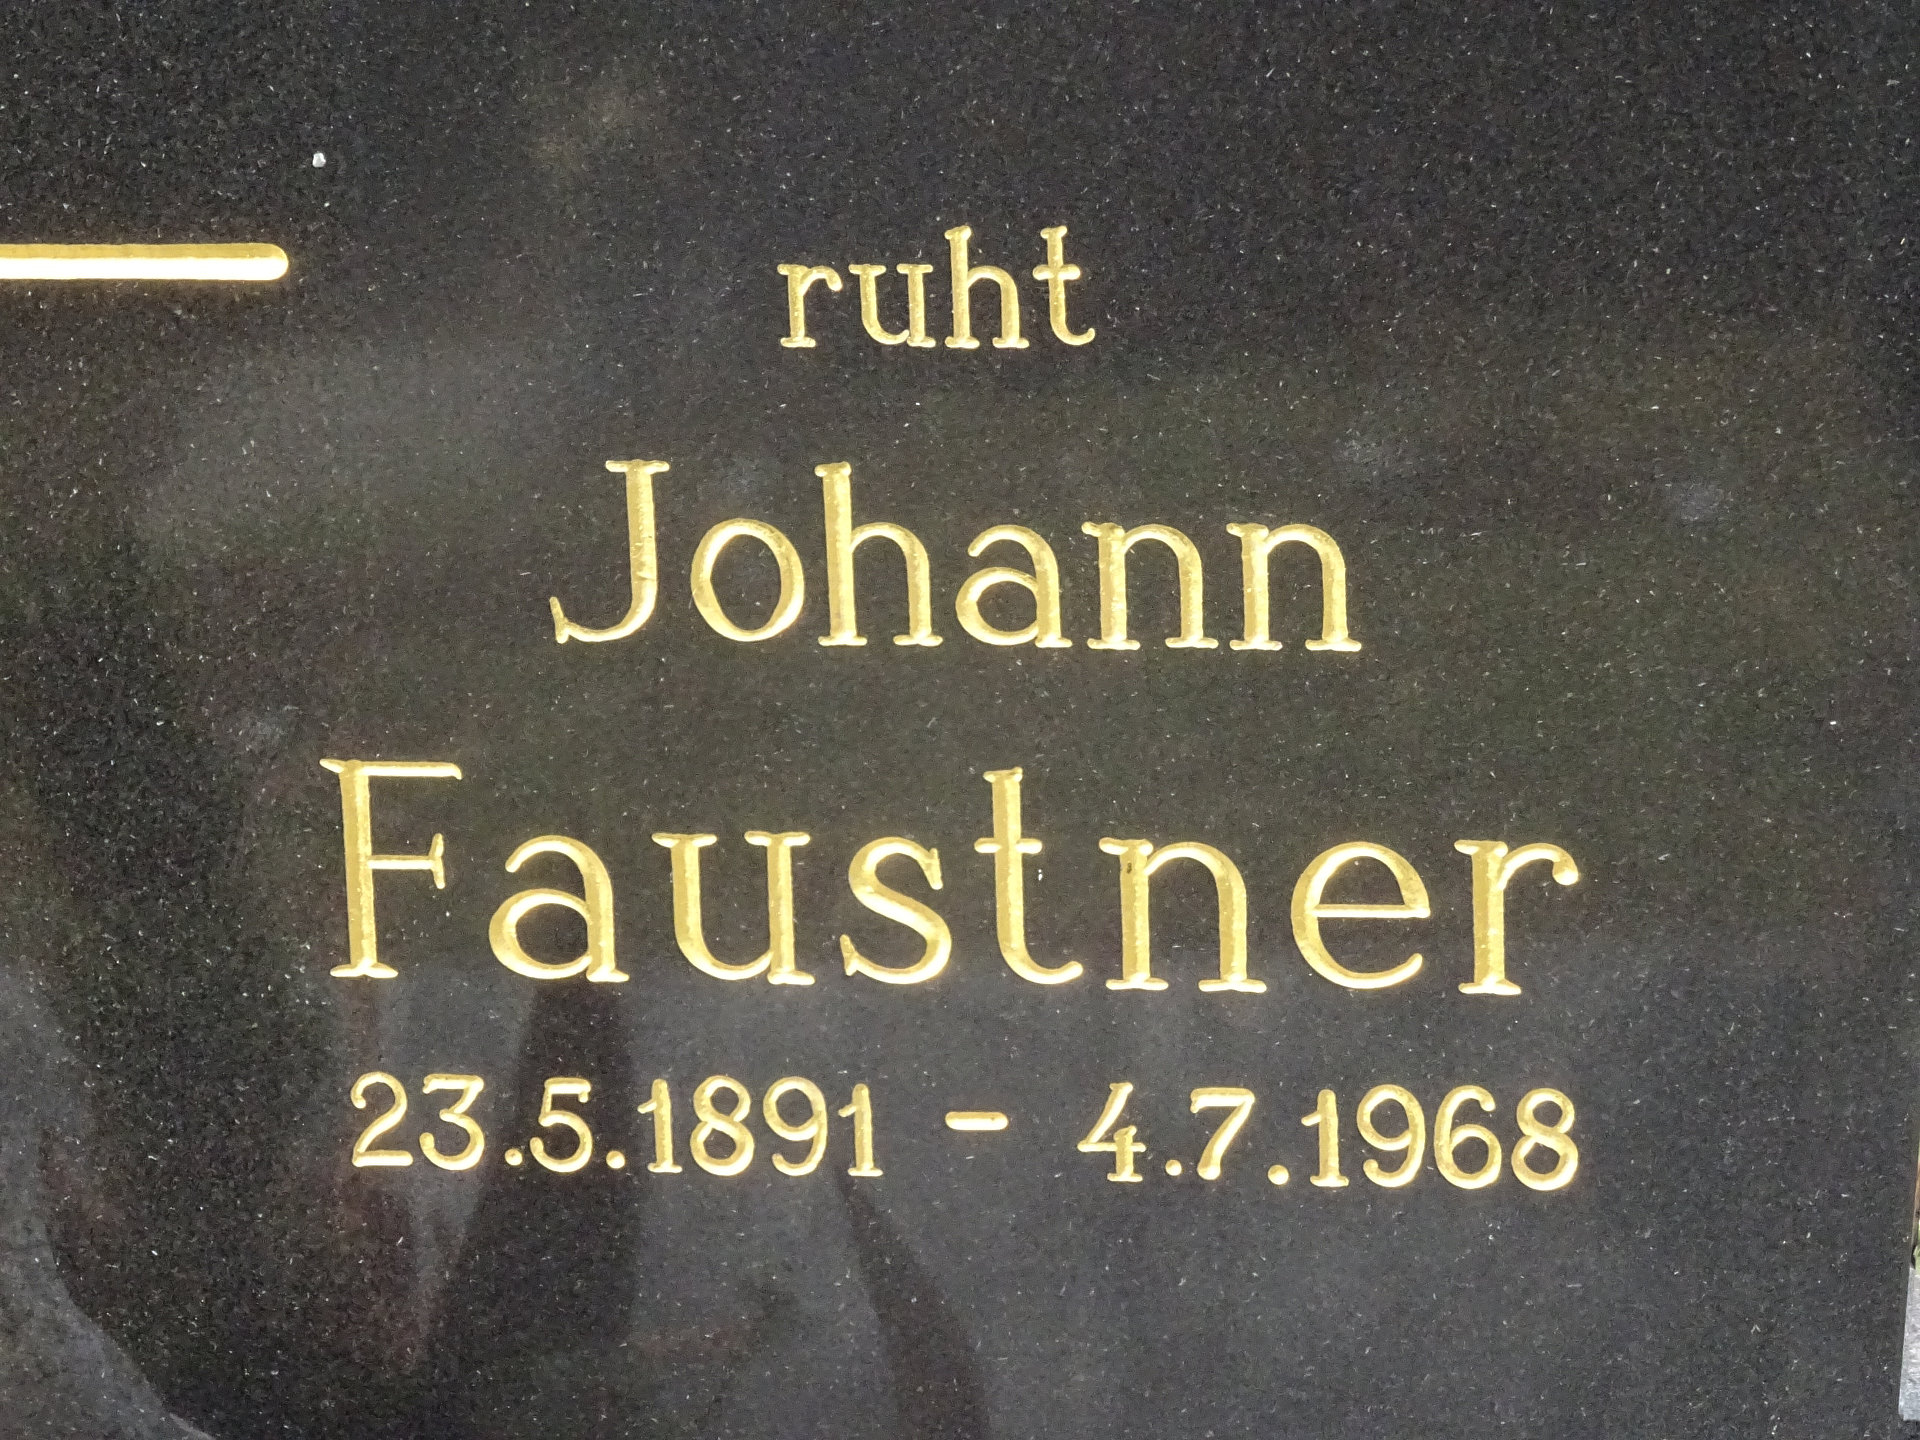 ruht
Johann
Faustner
23.5.1891 - 4.7.1968